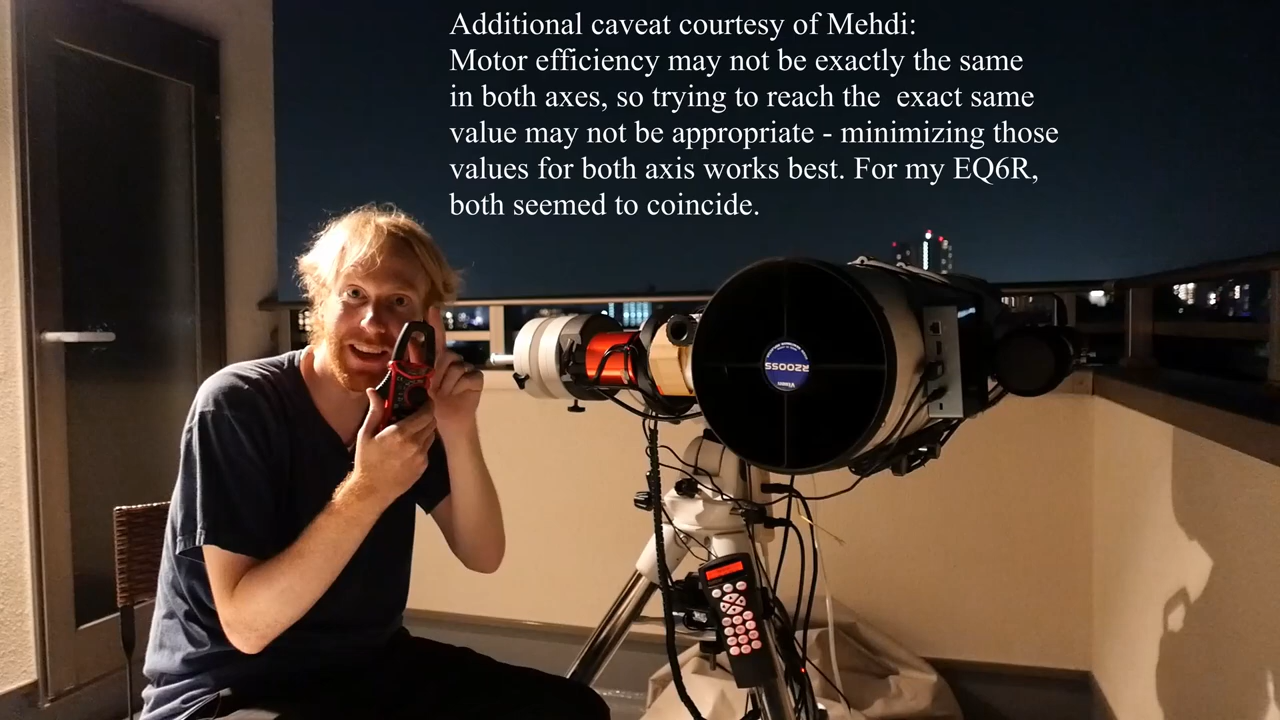 Additional caveat courtesy of Mehdi:
Motor efficiency may not be exactly the same
in both axes, so trying to reach the  exact same
value may not be appropriate - minimizing those
values for both axis works best. For my EQ6R,
both seemed to coincide.
Vixen
R200SS